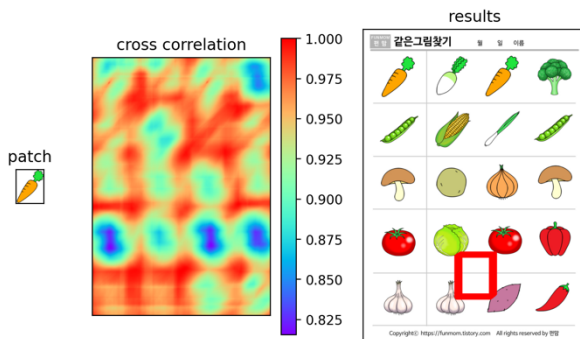 results
cross correlation
patch
1.000
0.975
0.950
0.925
0.900
0.875
0.850
0.825
같은그림찾기
월 일 이름
Copyright© https://funmom.tistory.com All rights reserved by 펀맘